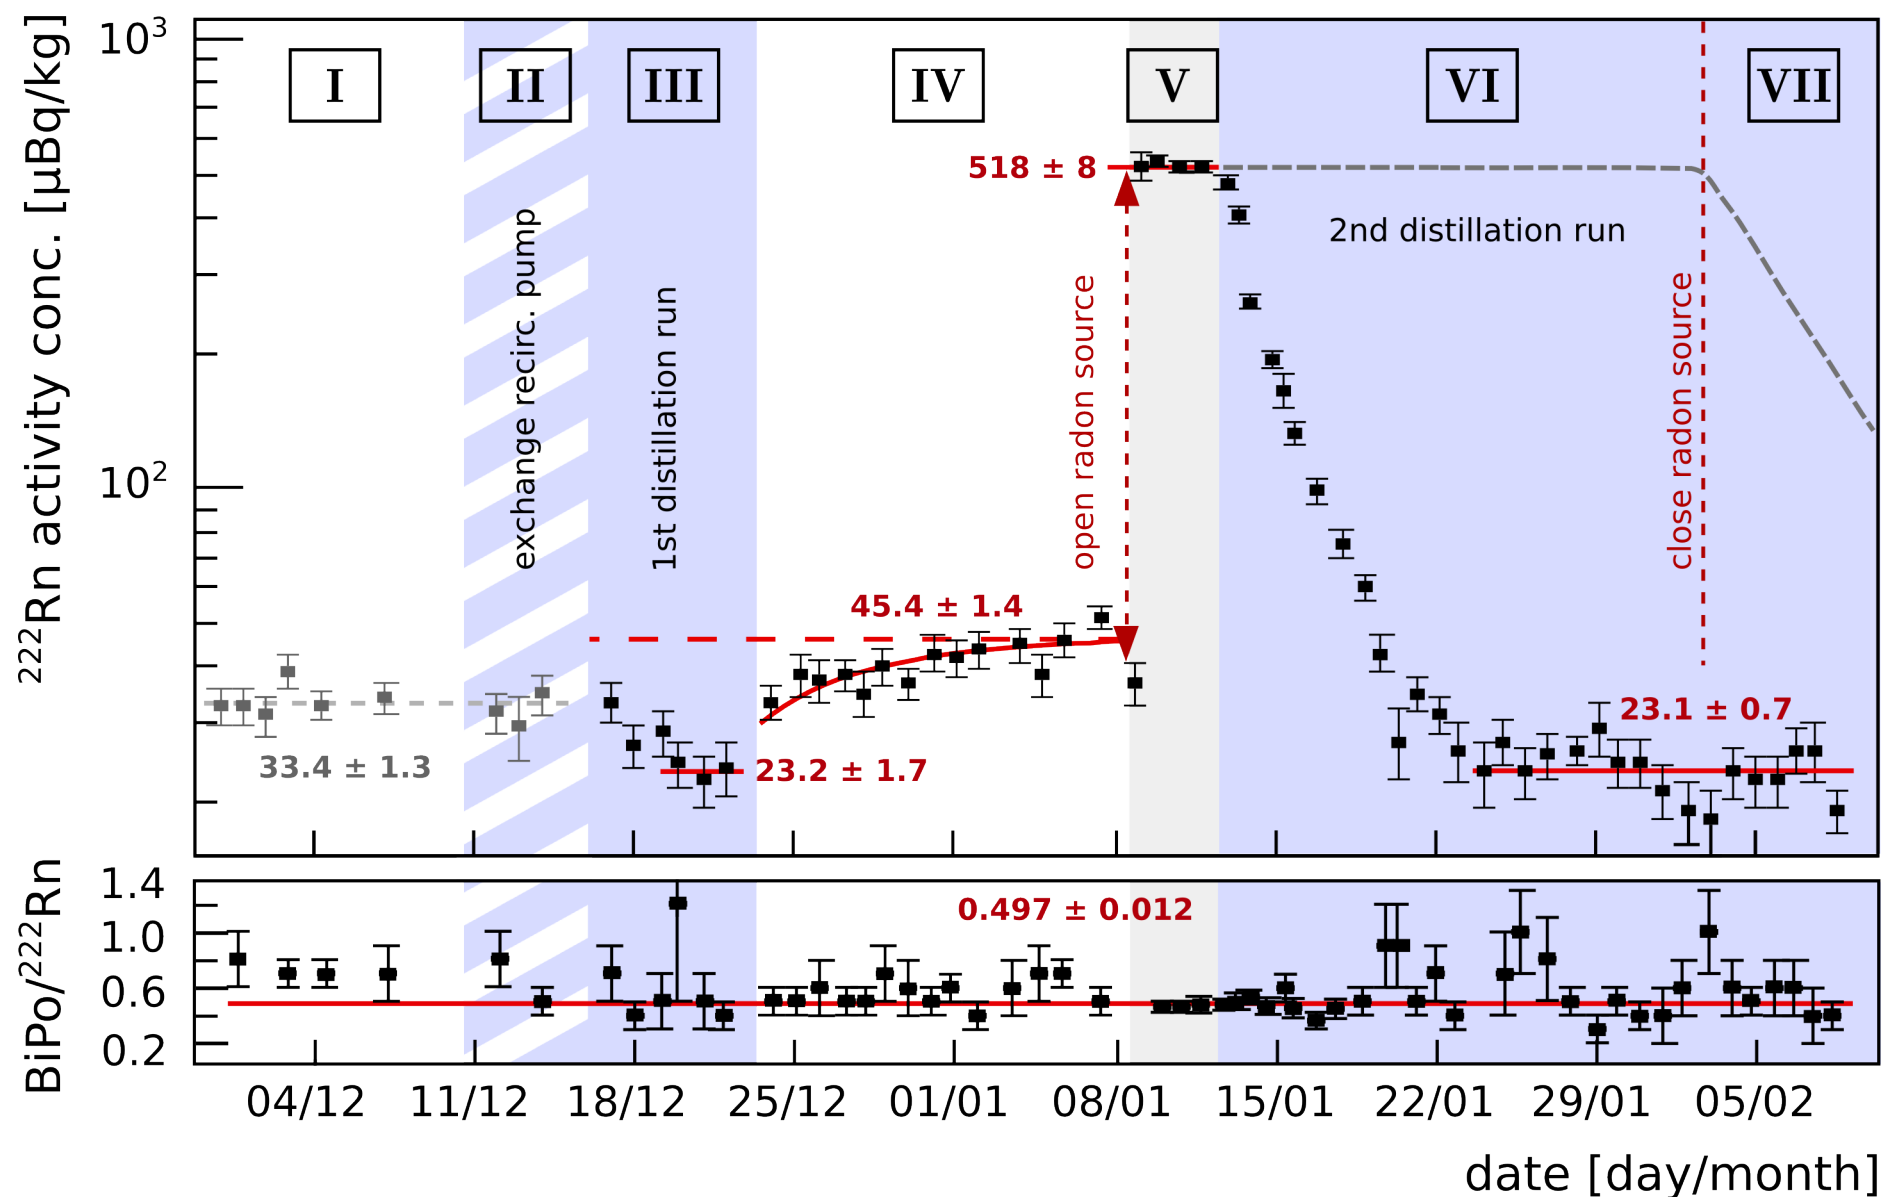 ²²²Rn activity conc. [μBq/kg]
10³
10²
I
II
III
IV
V
VI
VII
exchange recirc. pump
1st distillation run
open radon source
close radon source
2nd distillation run
518 ± 8
45.4 ± 1.4
33.4 ± 1.3
23.2 ± 1.7
23.1 ± 0.7
BiPo/²²²Rn
1.4
1.0
0.6
0.2
0.497 ± 0.012
04/12 11/12 18/12 25/12 01/01 08/01 15/01 22/01 29/01 05/02
date [day/month]